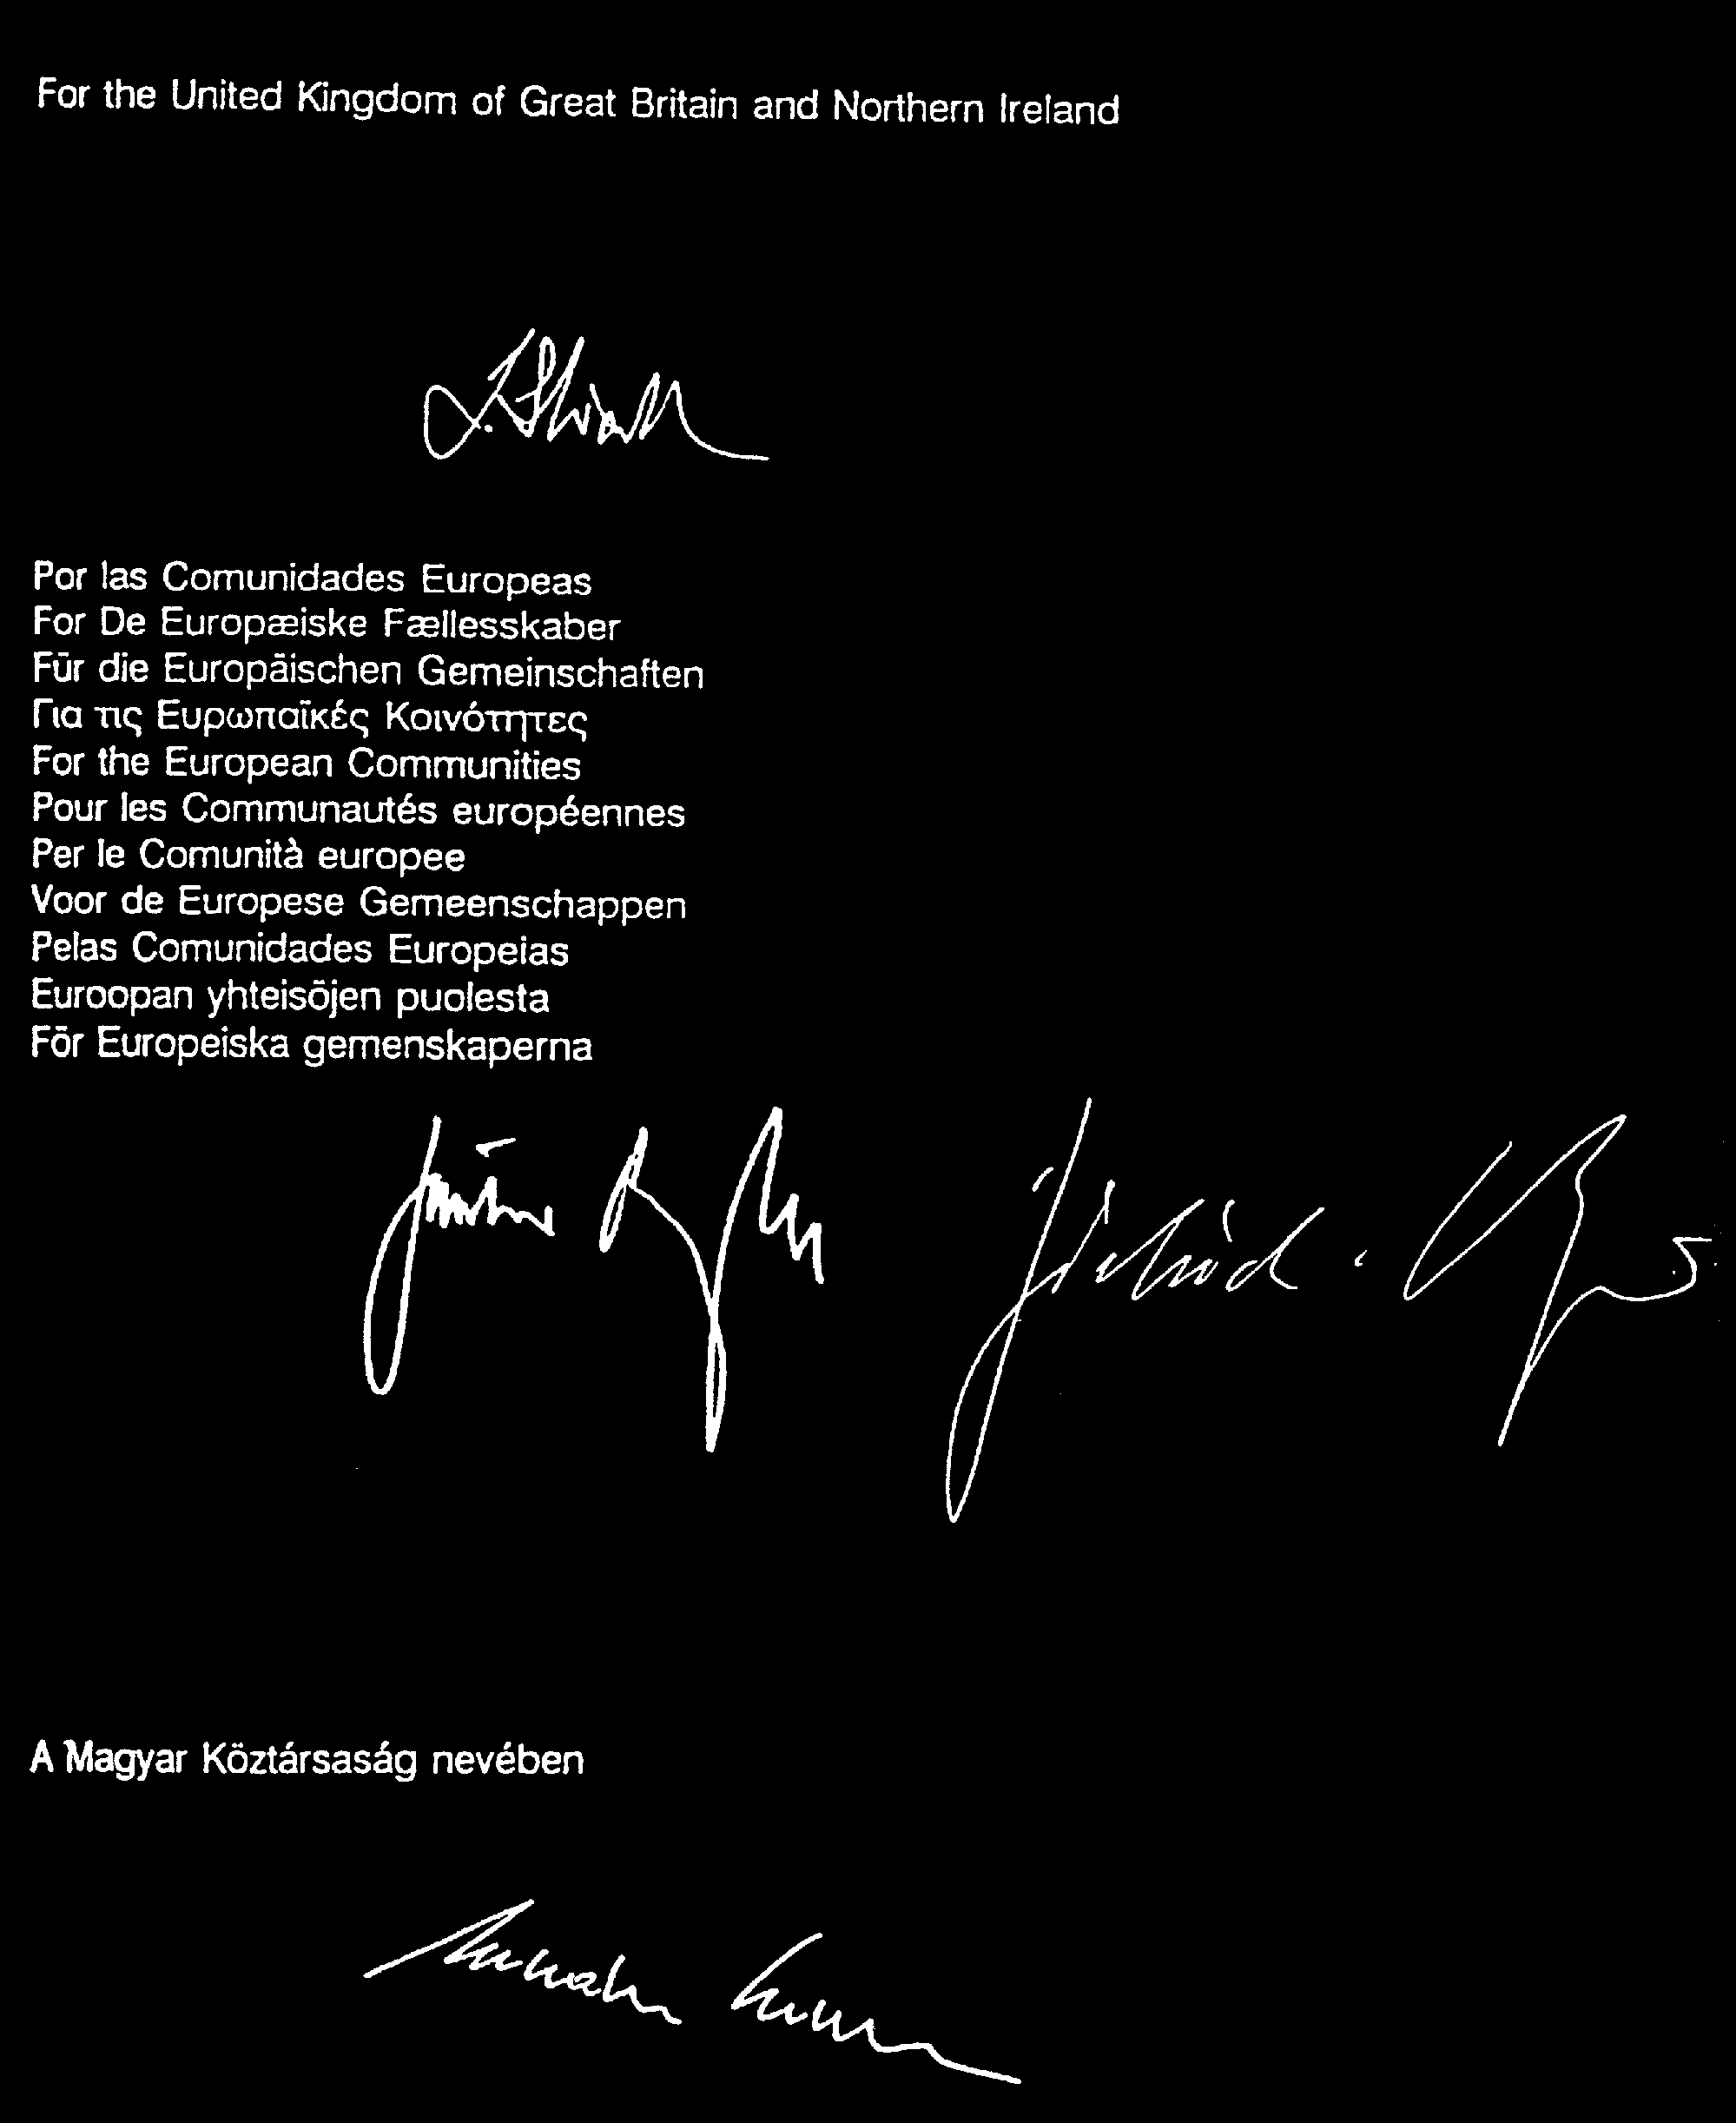 For the United Kingdom of Great Britain and Northern Ireland
Por las Comunidades Europeas
For De Europæiske Fællesskaber
Für die Europäischen Gemeinschaften
Για τις Ευρωπαϊκές Κοινότητες
For the European Communities
Pour les Communautés européennes
Per le Comunità europee
Voor de Europese Gemeenschappen
Pelas Comunidades Europeias
Euroopan yhteisöjen puolesta
För Europeiska gemenskaperna
A Magyar Köztársaság nevében